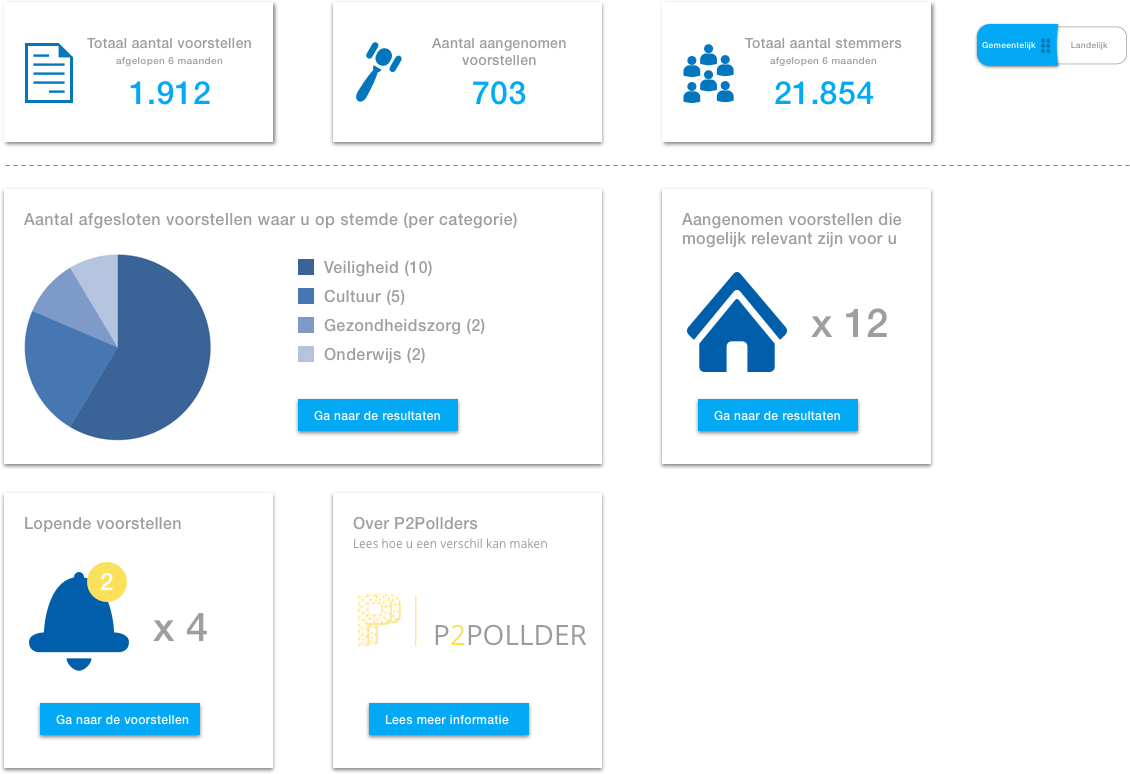 Totaal aantal voorstellen
afgelopen 6 maanden
1.912
Aantal aangenomen
voorstellen
703
Totaal aantal stemmers
afgelopen 6 maanden
21.854
Gemeentelijk
Landelijk
Aantal afgesloten voorstellen waar u op stemde (per categorie)
Veiligheid (10)
Cultuur (5)
Gezondheidszorg (2)
Onderwijs (2)
Ga naar de resultaten
Aangenomen voorstellen die
mogelijk relevant zijn voor u
x 12
Ga naar de resultaten
Lopende voorstellen
2
x 4
Ga naar de voorstellen
Over P2Pollders
Lees hoe u een verschil kan maken
P
P2POLLDER
Lees meer informatie